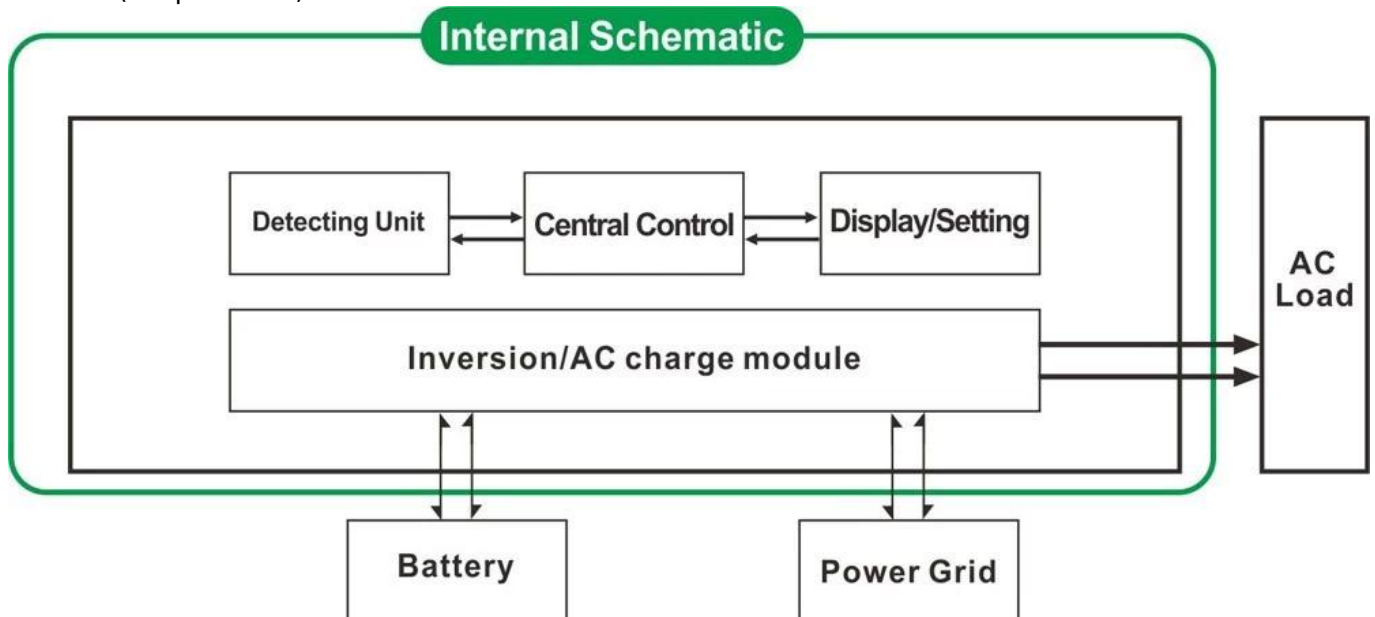 Internal Schematic
Detecting Unit
Central Control
Display/Setting
AC
Load
Inversion/AC charge module
Battery
Power Grid